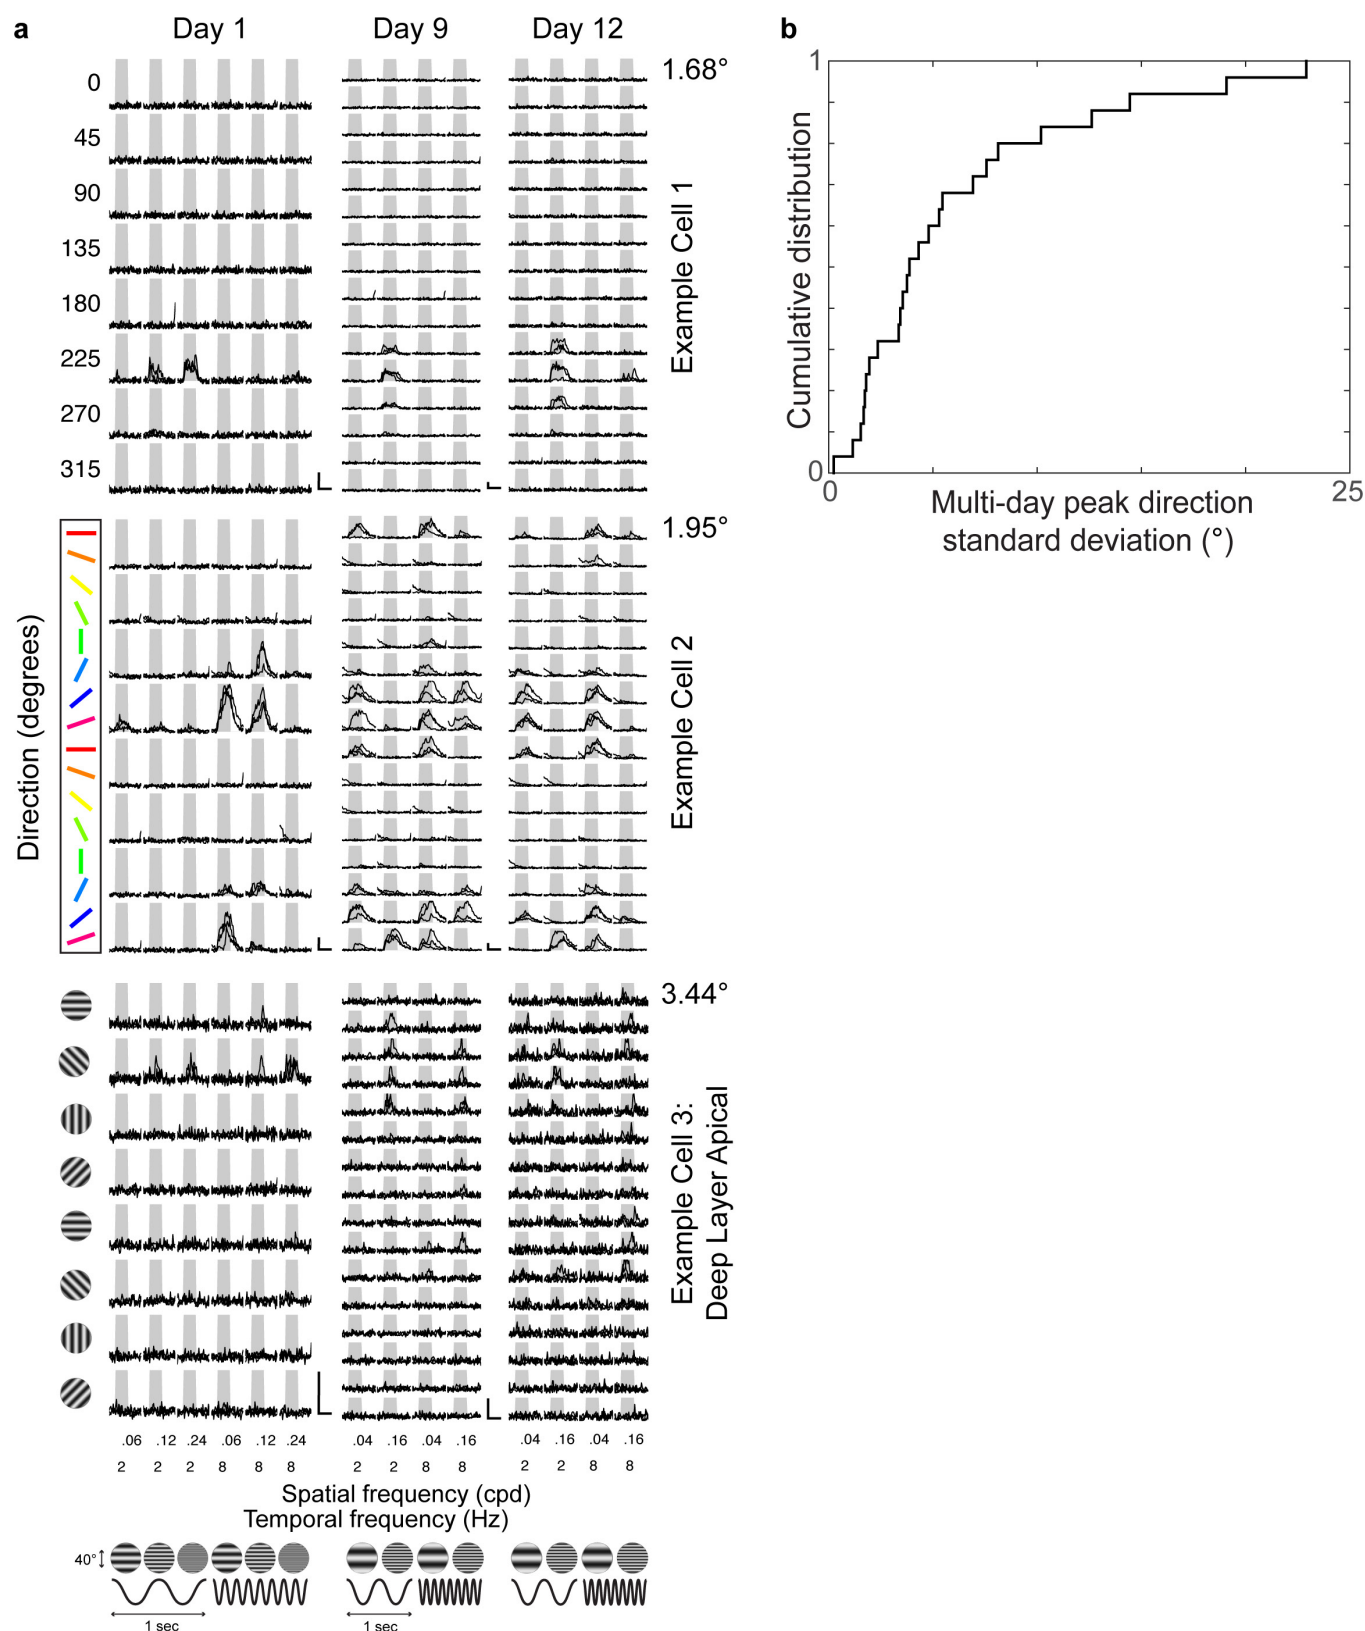 a
Day 1
Day 9
Day 12
b
0
45
90
135
180
225
270
315
1.68°
Example Cell 1
Direction (degrees)
1.95°
Example Cell 2
3.44°
Example Cell 3:
Deep Layer Apical
.06 .12 .24 .06 .12 .24
2 2 2 8 8 8
.04 .16 .04 .16
2 2 8 8
.04 .16 .04 .16
2 2 8 8
Spatial frequency (cpd)
Temporal frequency (Hz)
40°
1 sec
1 sec
1
Cumulative distribution
0
0
25
Multi-day peak direction
standard deviation (°)